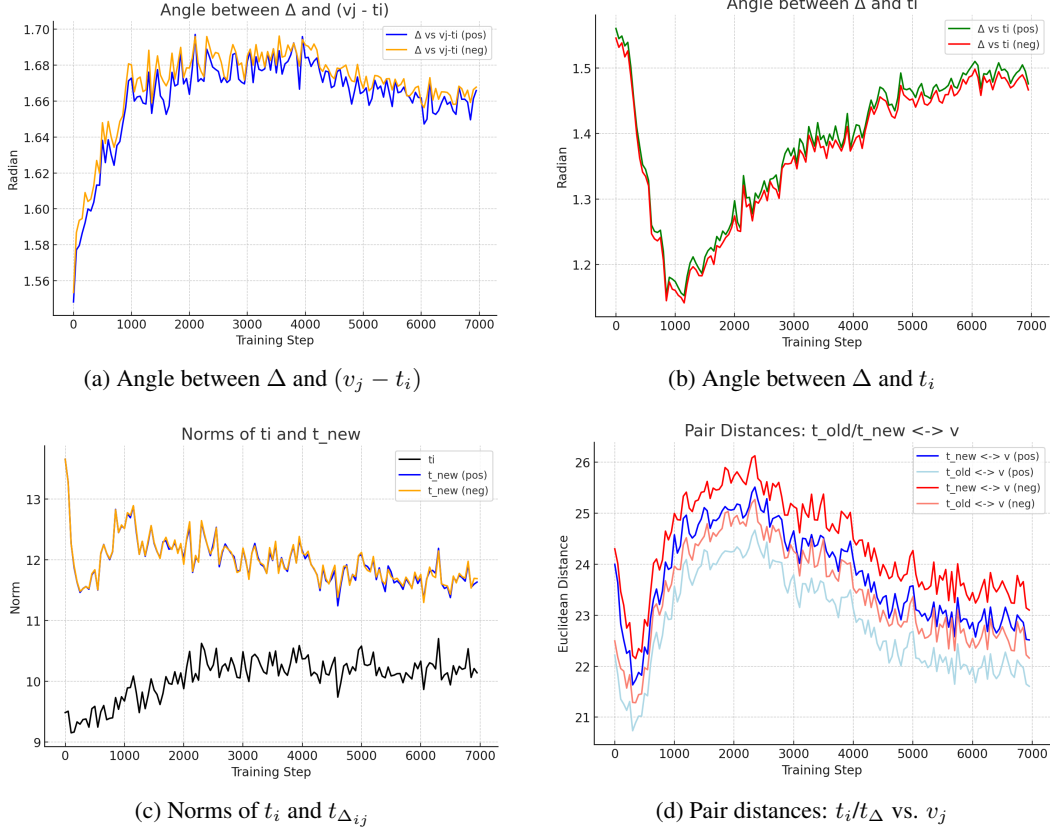 Angle between Δ and (vj - ti)
Δ vs vj-ti (pos)
Δ vs vj-ti (neg)
1.70
1.68
1.66
1.64
1.62
1.60
1.58
1.56
Radian
0 1000 2000 3000 4000 5000 6000 7000
Training Step
(a) Angle between Δ and (v_j − t_i)
Angle between Δ and ti
Δ vs ti (pos)
Δ vs ti (neg)
1.5
1.4
1.3
1.2
Radian
0 1000 2000 3000 4000 5000 6000 7000
Training Step
(b) Angle between Δ and t_i
Norms of ti and t_new
ti
t_new (pos)
t_new (neg)
13
12
11
10
9
Norm
0 1000 2000 3000 4000 5000 6000 7000
Training Step
(c) Norms of t_i and t_{Δ_{ij}}
Pair Distances: t_old/t_new <-> v
t_new <-> v (pos)
t_old <-> v (pos)
t_new <-> v (neg)
t_old <-> v (neg)
26
25
24
23
22
21
Euclidean Distance
0 1000 2000 3000 4000 5000 6000 7000
Training Step
(d) Pair distances: t_i/t_Δ vs. v_j